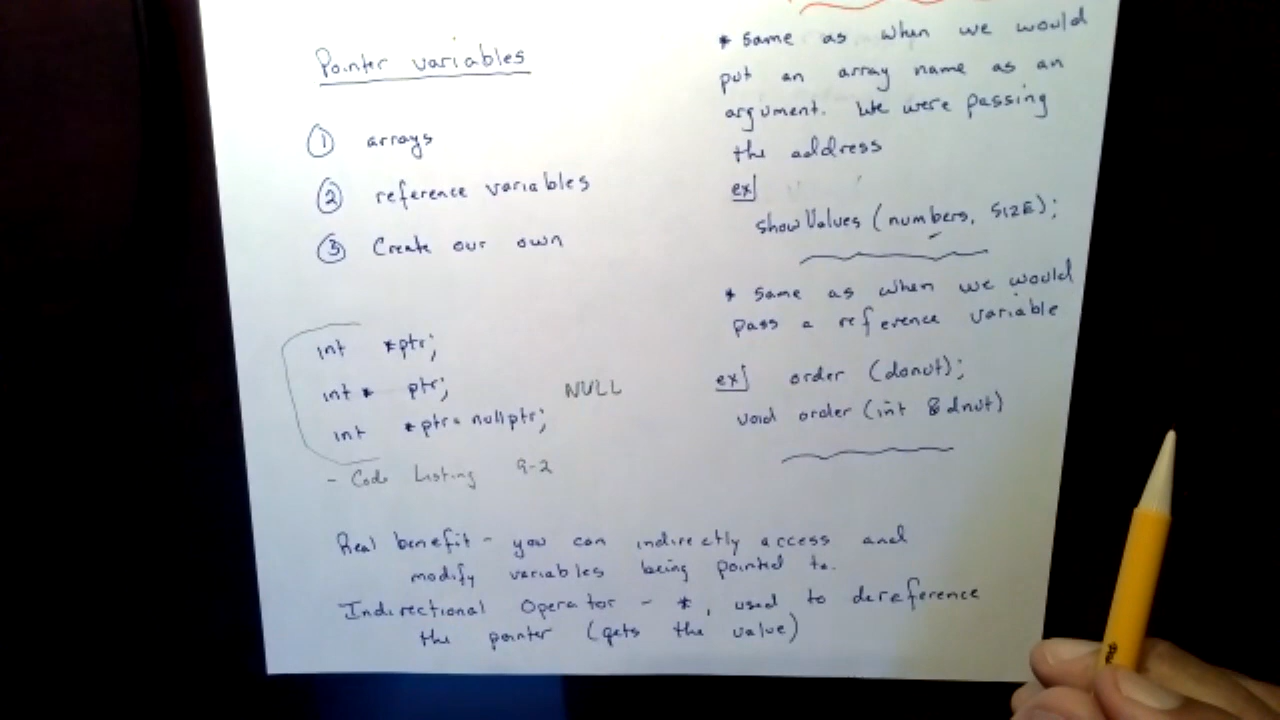 Pointer variables
① arrays
② reference variables
③ Create our own
int *ptr;
int * ptr;
NULL
int *ptr = nullptr;
- Code Listing 9-2
* Same as when we would
put an array name as an
argument. We were passing
the address
ex]
showValues (numbers, SIZE);
* Same as when we would
pass a reference variable
ex] order (donut);
void order (int &dnut)
Real benefit - you can indirectly access and
modify variables being pointed to.
Indirectional Operator - *, used to dereference
the pointer (gets the value)